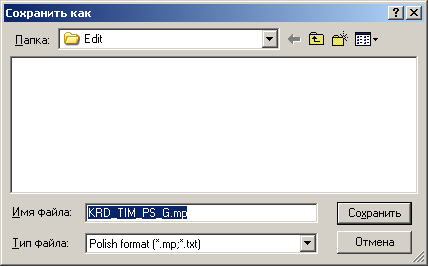 Сохранить как
Папка: Edit
Имя файла: KRD_TIM_PS_G.mp Сохранить
Тип файла: Polish format (*.mp;*.txt) Отмена